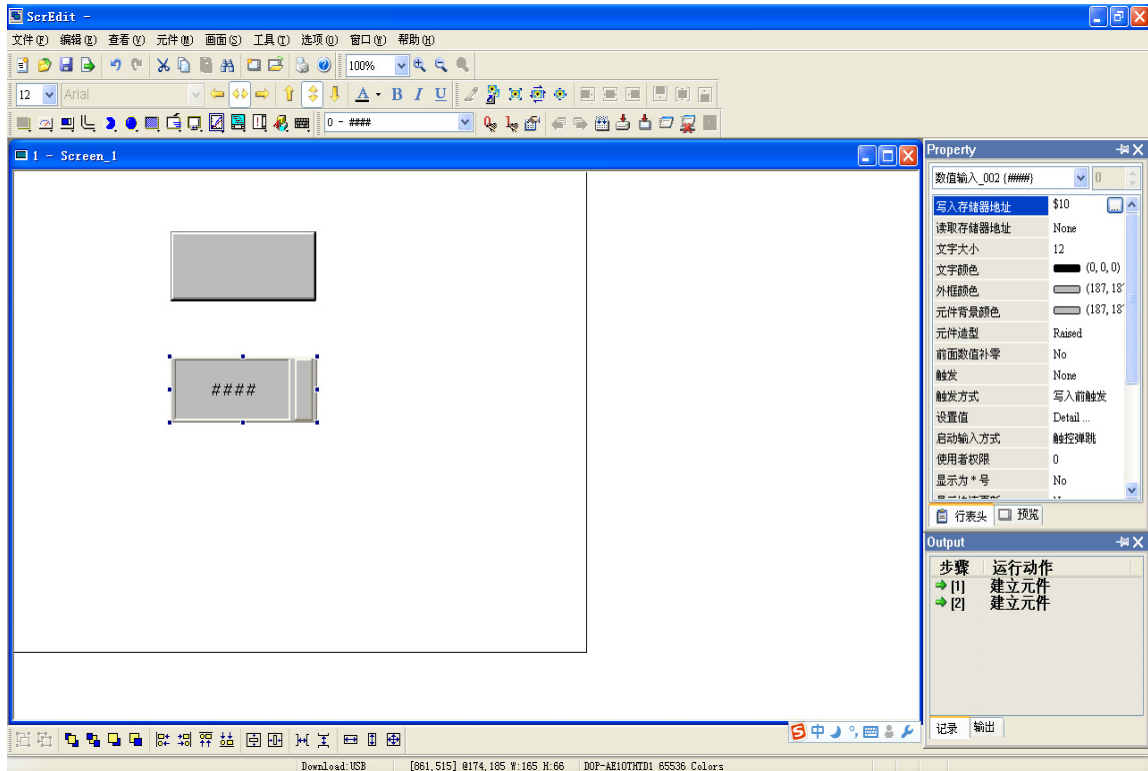 ScrEdit -
文件(F) 编辑(E) 查看(V) 元件(M) 画面(S) 工具(T) 选项(O) 窗口(W) 帮助(H)
100%
12 Arial A B I U
0 - ####
1 - Screen_1
####
Property
数值输入_002 {####} 0
写入存储器地址 $10 ...
读取存储器地址 None
文字大小 12
文字颜色 (0,0,0)
外框颜色 (187,18
元件背景颜色 (187,18
元件造型 Raised
前面数值补零 No
触发 None
触发方式 写入前触发
设置值 Detail ...
启动输入方式 触控弹跳
使用者权限 0
显示为 * 号 No
行表头 预览
Output
步骤 运行动作
[1] 建立元件
[2] 建立元件
记录 输出
S 中
Download:USB [861,515] @174,185 W:165 H:66 DOP-AE10THTD1 65536 Colors